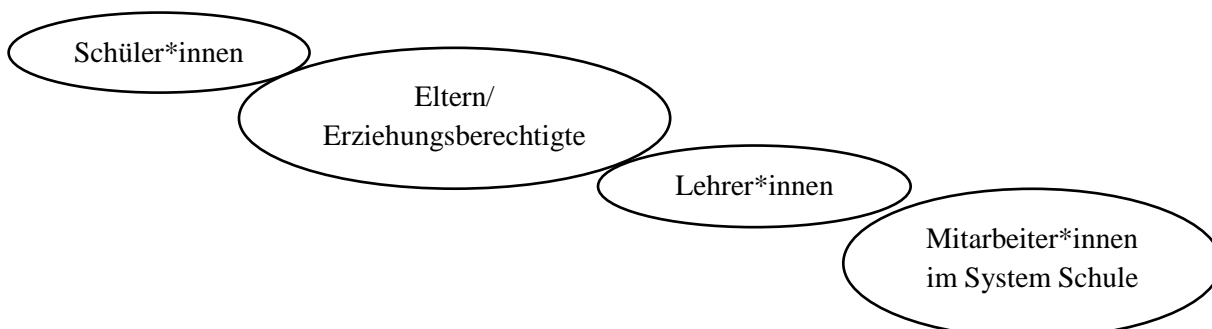 Schüler*innen
Eltern/
Erziehungsberechtigte
Lehrer*innen
Mitarbeiter*innen
im System Schule